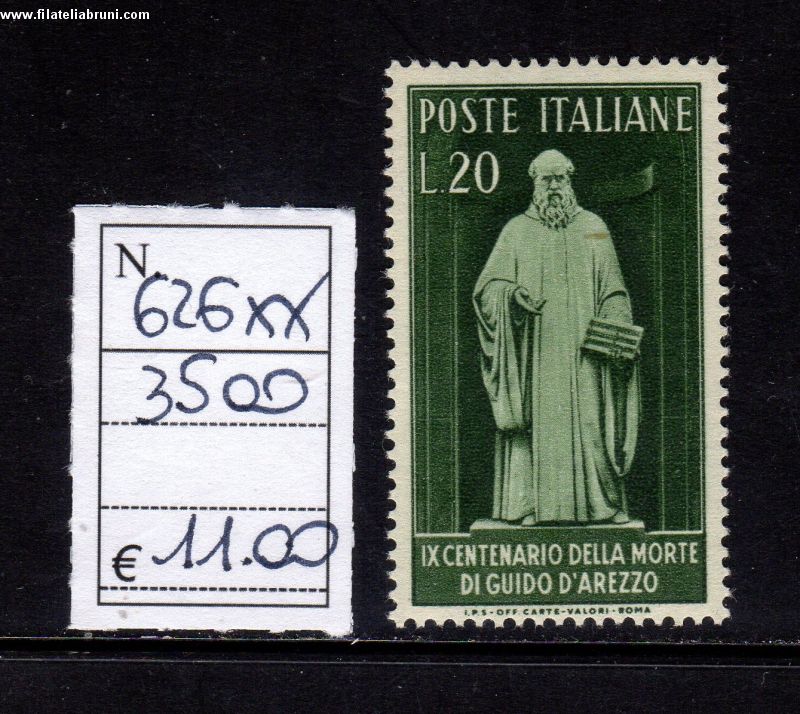 www.filateliabruni.com
N.
626xx
3500
€ 11.00
POSTE ITALIANE
L.20
IX CENTENARIO DELLA MORTE
DI GUIDO D'AREZZO
I.P.S-OFF. CARTE-VALORI-ROMA